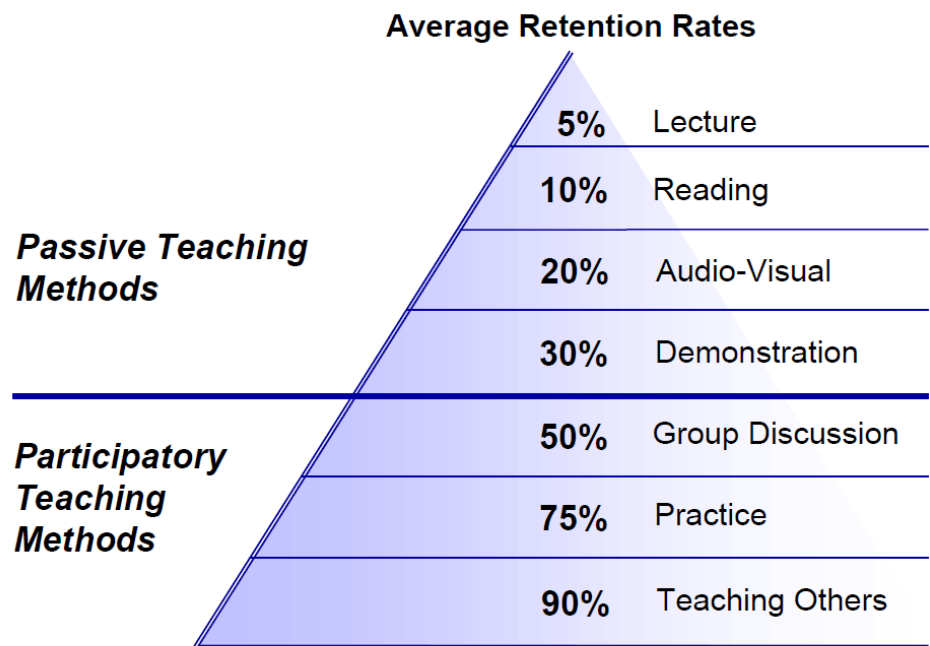 Average Retention Rates
5% Lecture
10% Reading
Passive Teaching
Methods
20% Audio-Visual
30% Demonstration
50% Group Discussion
Participatory
Teaching
Methods
75% Practice
90% Teaching Others